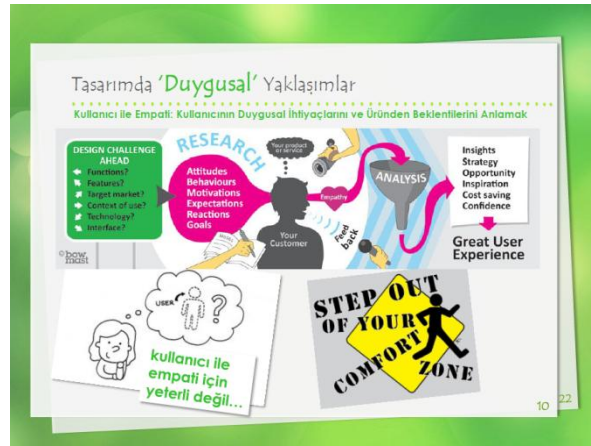 Tasarımda 'Duygusal' Yaklaşımlar
Kullanıcı ile Empati: Kullanıcının Duygusal İhtiyaçlarını ve Üründen Beklentilerini Anlamak
DESIGN CHALLENGE
AHEAD
Functions?
Features?
Target market?
Context of use?
Technology?
Interface?
RESEARCH
Attitudes
Behaviours
Motivations
Expectations
Reactions
Goals
Your product
or service
Your
Customer
Empathy
Feed
back
ANALYSIS
Insights
Strategy
Opportunity
Inspiration
Cost saving
Confidence
Great User
Experience
USER
?
kullanıcı ile
empati için
yeterli değil...
STEP OUT
OF YOUR
COMFORT
ZONE
10
22